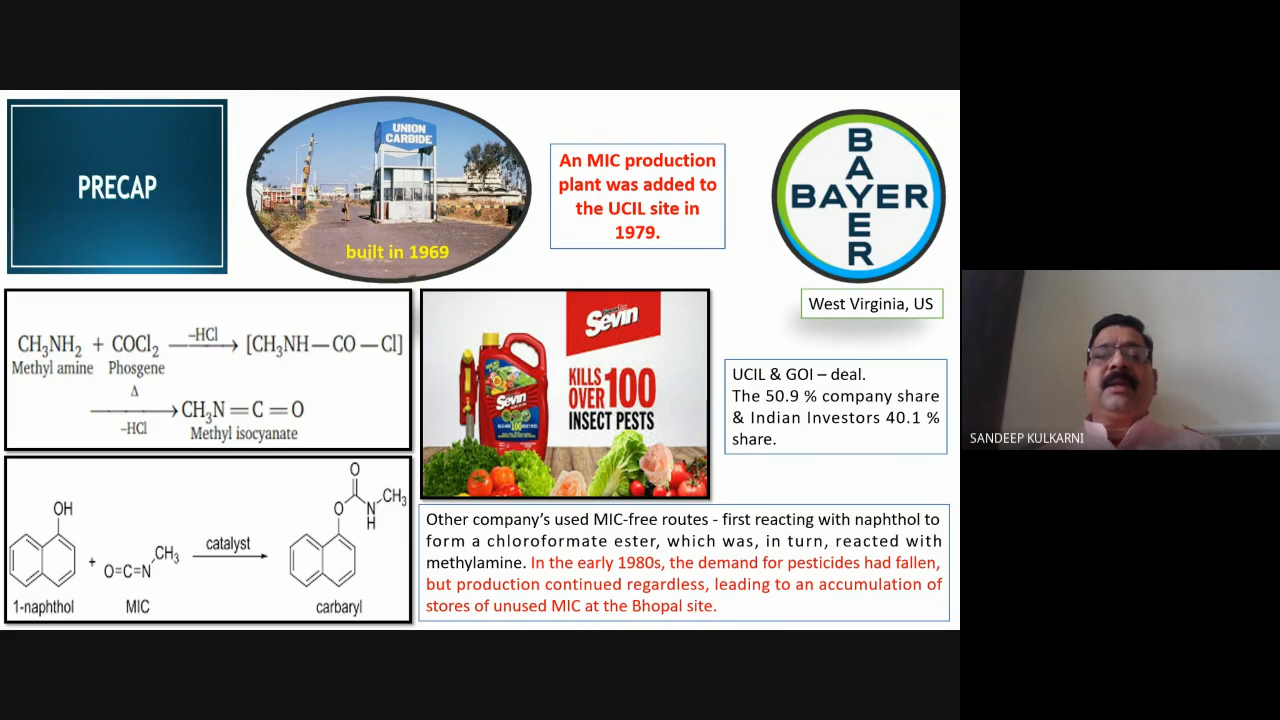 PRECAP
UNION
CARBIDE
built in 1969
An MIC production
plant was added to
the UCIL site in
1979.
BAYER
BAYER
West Virginia, US
CH₃NH₂ + COCl₂ –HCl→ [CH₃NH—CO—Cl]
Methyl amine Phosgene
Δ
–HCl→ CH₃N=C=O
Methyl isocyanate
Sevin
KILLS
OVER 100
INSECT PESTS
Sevin
UCIL & GOI – deal.
The 50.9 % company share
& Indian Investors 40.1 %
share.
SANDEEP KULKARNI
O
OH
O N CH₃
H
catalyst
+ O=C=N CH₃
1-naphthol MIC carbaryl
Other company’s used MIC-free routes - first reacting with naphthol to
form a chloroformate ester, which was, in turn, reacted with
methylamine. In the early 1980s, the demand for pesticides had fallen,
but production continued regardless, leading to an accumulation of
stores of unused MIC at the Bhopal site.